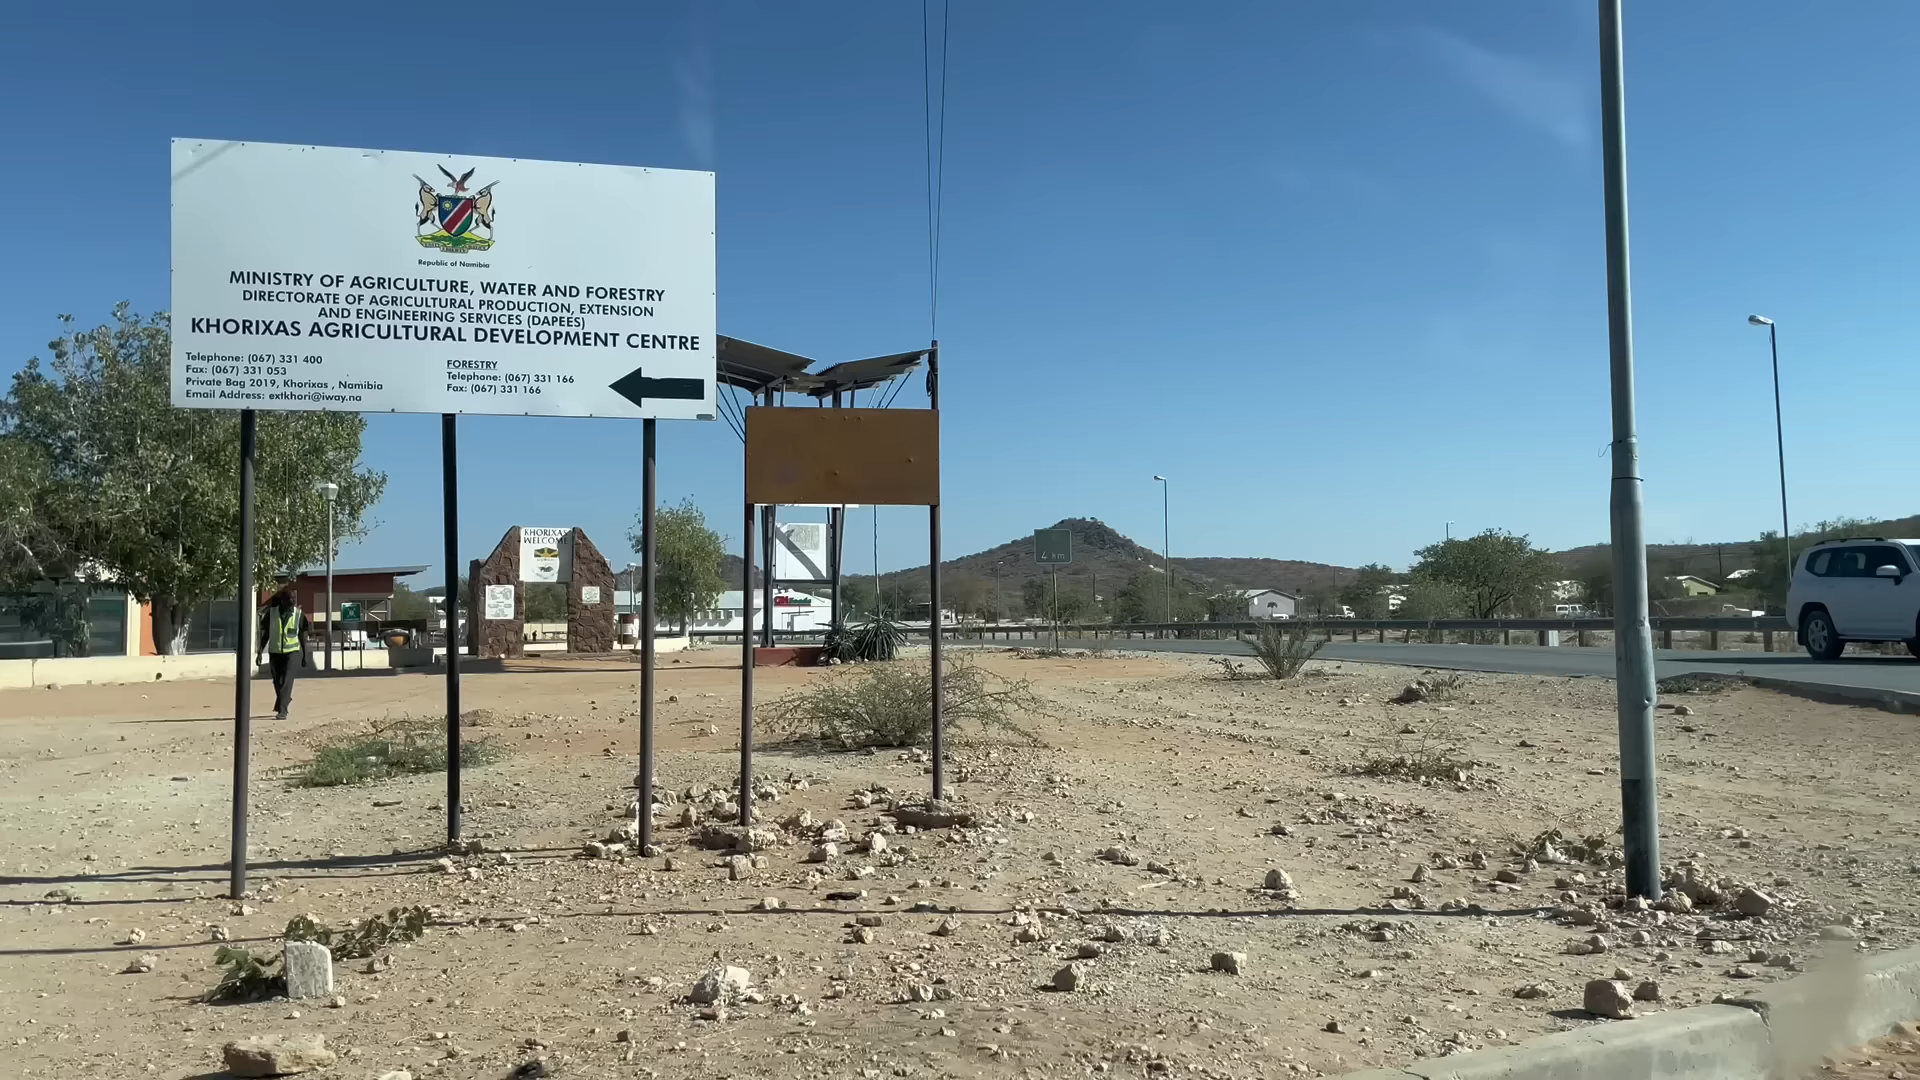 Republic of Namibia
MINISTRY OF AGRICULTURE, WATER AND FORESTRY
DIRECTORATE OF AGRICULTURAL PRODUCTION, EXTENSION
AND ENGINEERING SERVICES (DAPEES)
KHORIXAS AGRICULTURAL DEVELOPMENT CENTRE
Telephone: (067) 331 400
Fax: (067) 331 053
Private Bag 2019, Khorixas , Namibia
Email Address: extkhori@iway.na
FORESTRY
Telephone: (067) 331 166
Fax: (067) 331 166
KHORIXAS
WELCOME
4 km